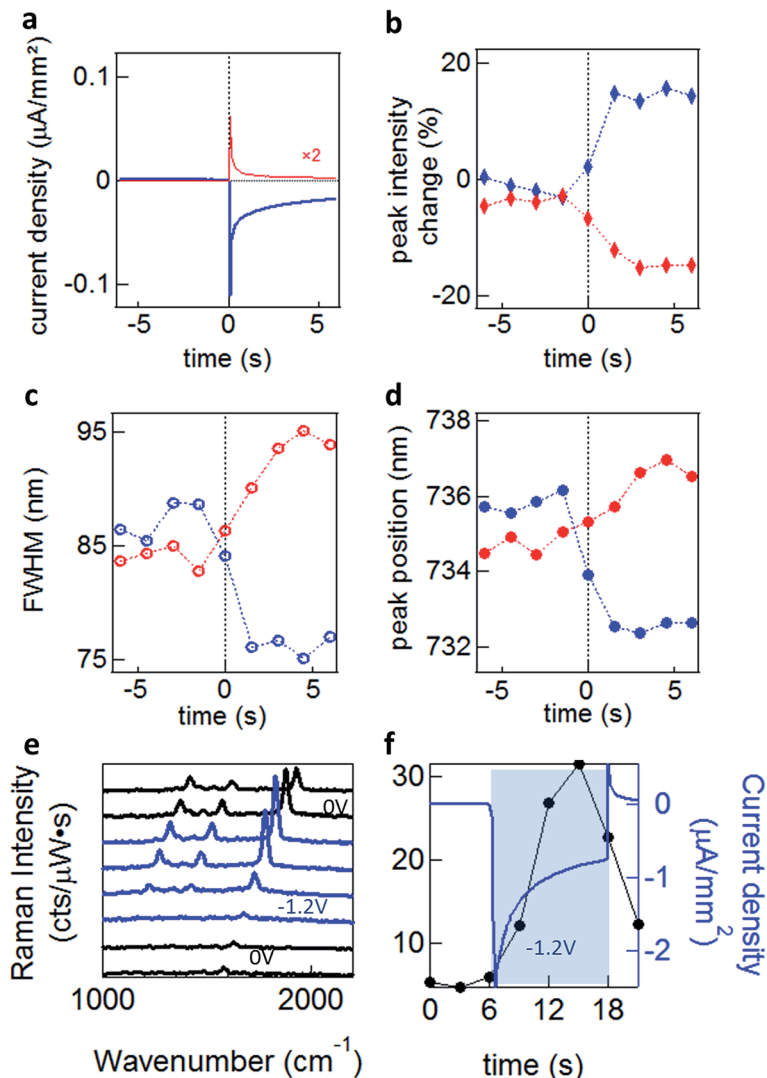 a
0.1
0
-0.1
current density (μA/mm²)
×2
-5
0
5
time (s)
b
20
0
-20
peak intensity
change (%)
-5
0
5
time (s)
c
95
85
75
FWHM (nm)
-5
0
5
time (s)
d
738
736
734
732
peak position (nm)
-5
0
5
time (s)
e
Raman Intensity
(cts/μW•s)
0V
-1.2V
0V
1000
2000
Wavenumber (cm-1)
f
30
20
10
0
-1
-2
Current density
(μA/mm2)
-1.2V
0
6
12
18
time (s)